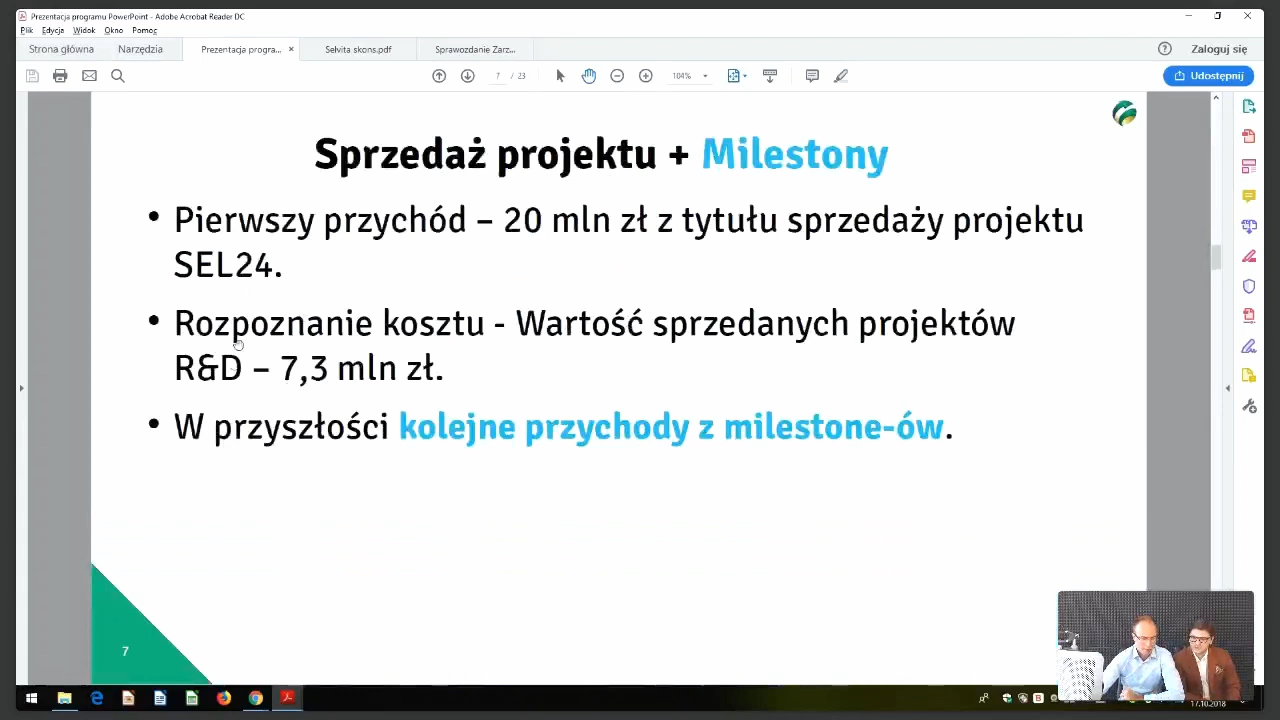 Prezentacja programu PowerPoint - Adobe Acrobat Reader DC
Plik Edycja Widok Okno Pomoc
Strona główna Narzędzia Prezentacja progra... × Selvita skons.pdf Sprawozdanie Zarz... Zaloguj się
7 / 23 104% Udostępnij
Sprzedaż projektu + Milestony
• Pierwszy przychód – 20 mln zł z tytułu sprzedaży projektu
SEL24.
• Rozpoznanie kosztu - Wartość sprzedanych projektów
R&D – 7,3 mln zł.
• W przyszłości kolejne przychody z milestone-ów.
7
17.10.2018